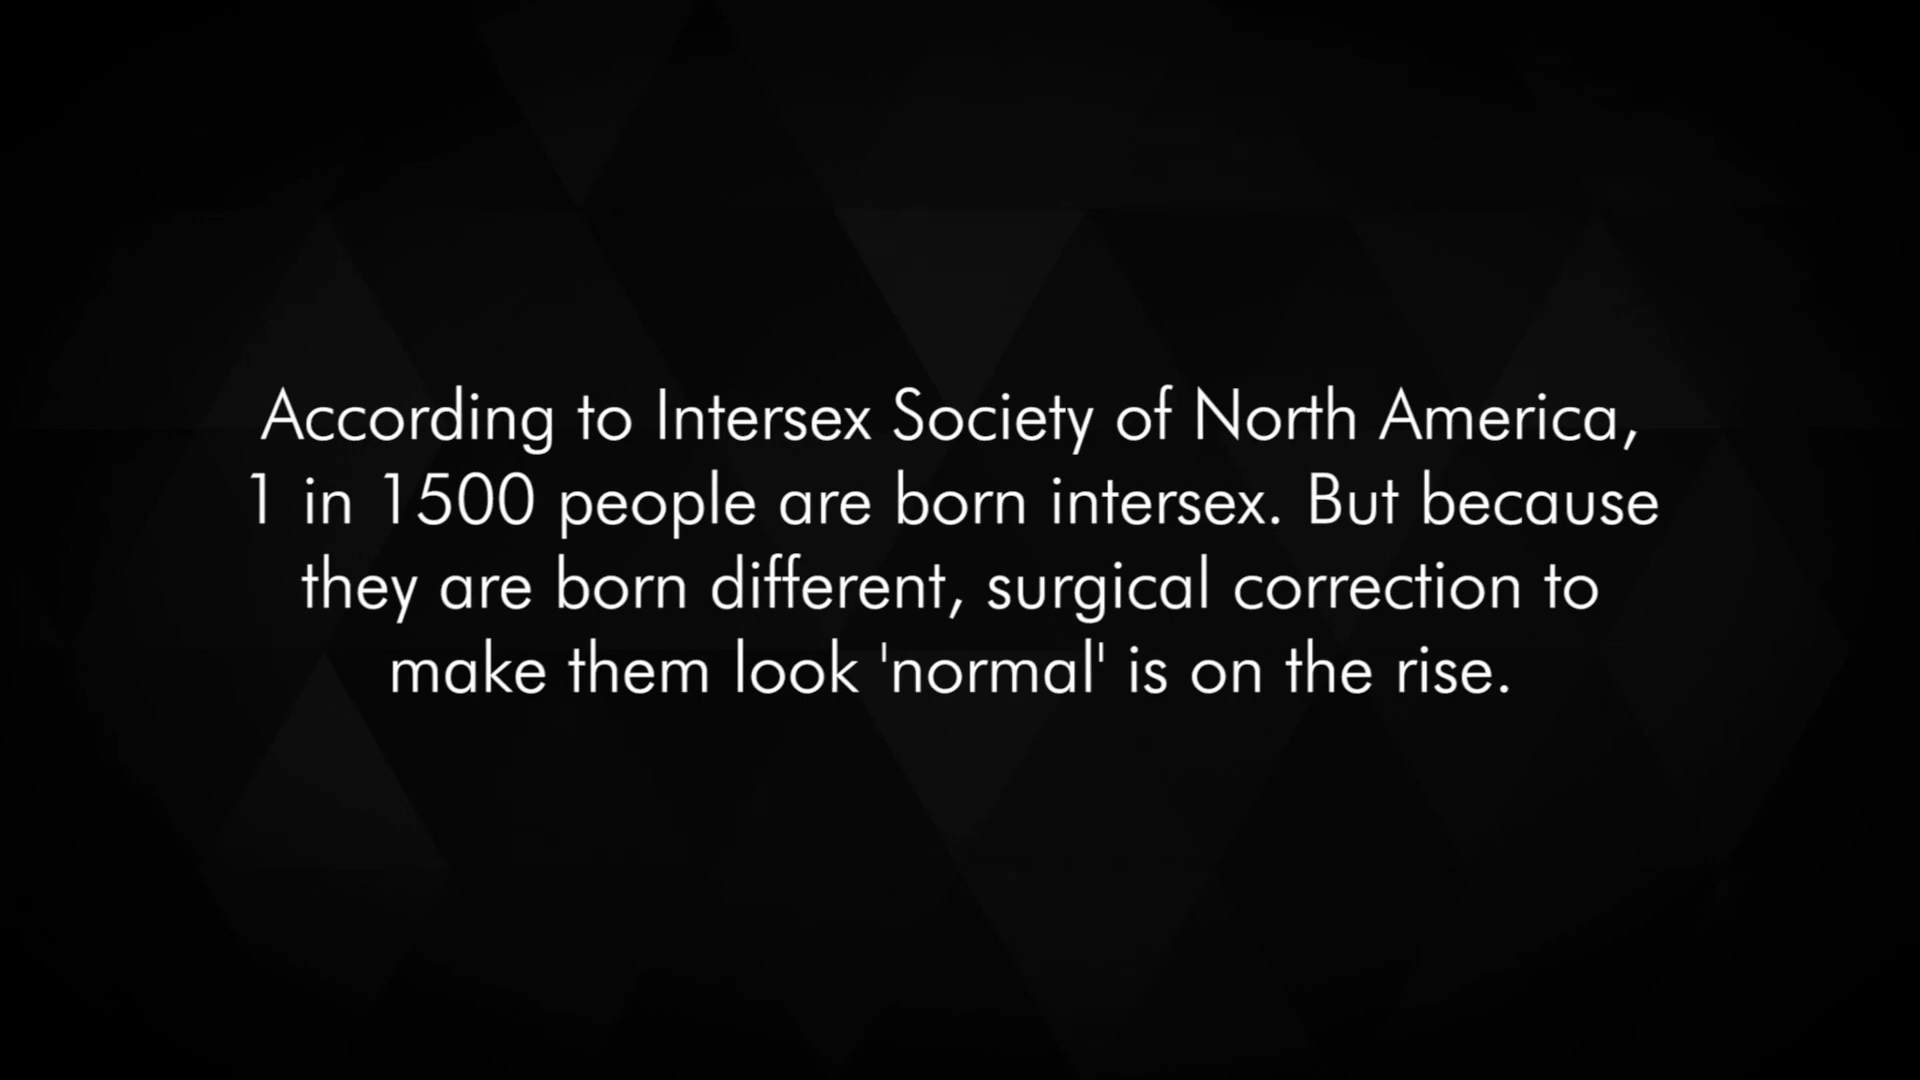 According to Intersex Society of North America,
1 in 1500 people are born intersex. But because
they are born different, surgical correction to
make them look 'normal' is on the rise.